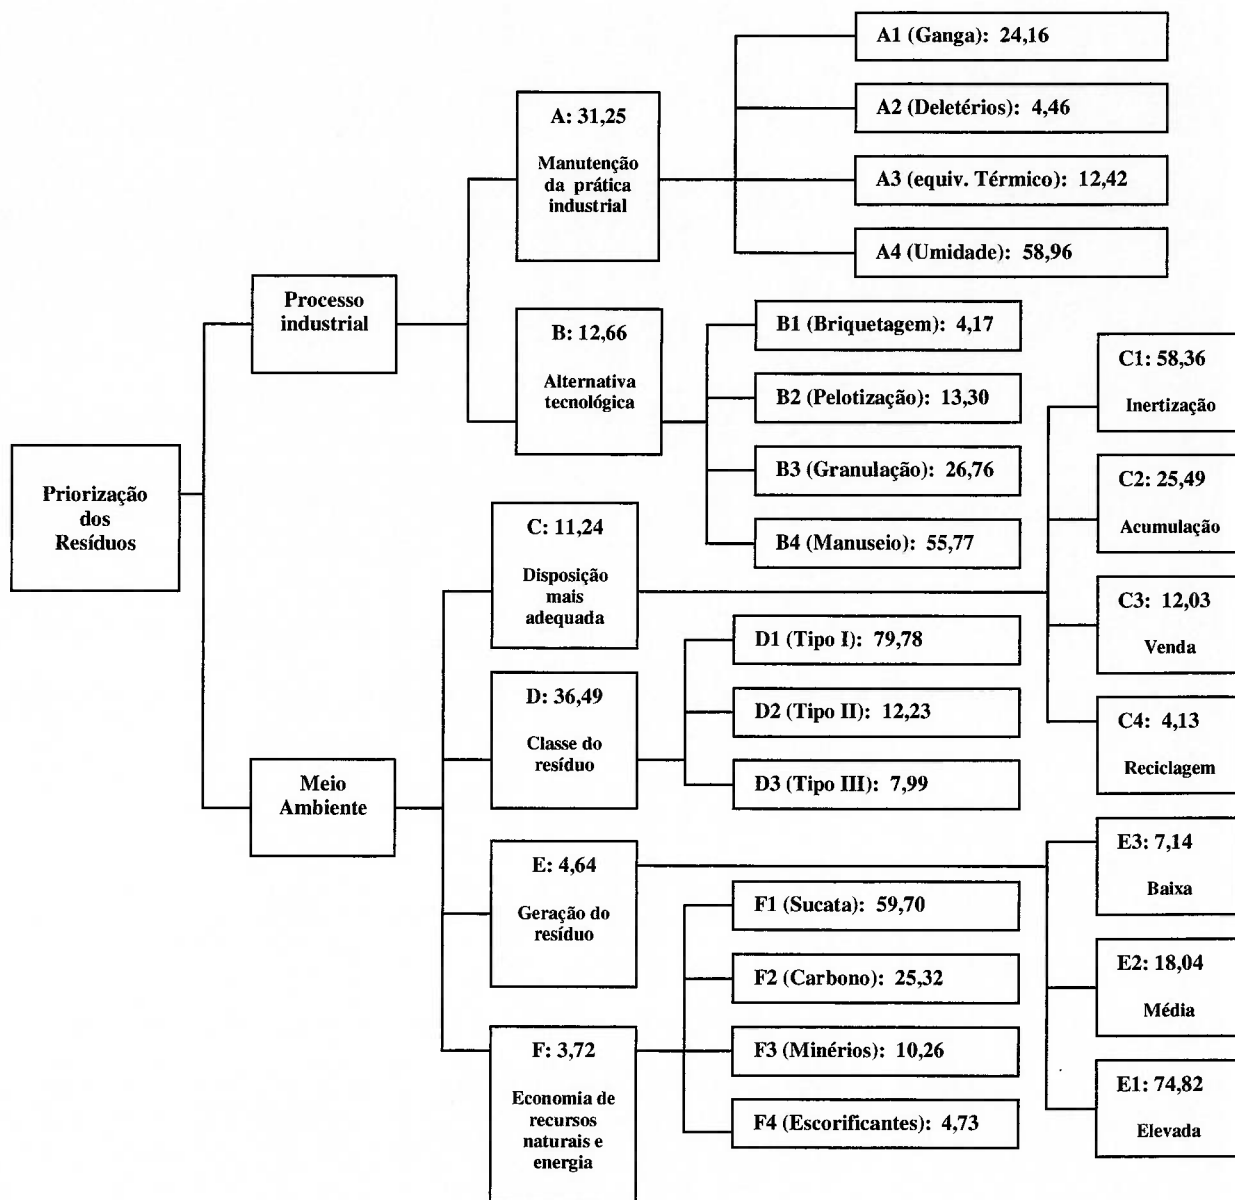 Priorização
dos
Resíduos
Processo
industrial
Meio
Ambiente
A: 31,25
Manutenção
da prática
industrial
B: 12,66
Alternativa
tecnológica
C: 11,24
Disposição
mais
adequada
D: 36,49
Classe do
resíduo
E: 4,64
Geração do
resíduo
F: 3,72
Economia de
recursos
naturais e
energia
A1 (Ganga): 24,16
A2 (Deletérios): 4,46
A3 (equiv. Térmico): 12,42
A4 (Umidade): 58,96
B1 (Briquetagem): 4,17
B2 (Pelotização): 13,30
B3 (Granulação): 26,76
B4 (Manuseio): 55,77
C1: 58,36
Inertização
C2: 25,49
Acumulação
C3: 12,03
Venda
C4: 4,13
Reciclagem
D1 (Tipo I): 79,78
D2 (Tipo II): 12,23
D3 (Tipo III): 7,99
E3: 7,14
Baixa
E2: 18,04
Média
E1: 74,82
Elevada
F1 (Sucata): 59,70
F2 (Carbono): 25,32
F3 (Minérios): 10,26
F4 (Escorificantes): 4,73